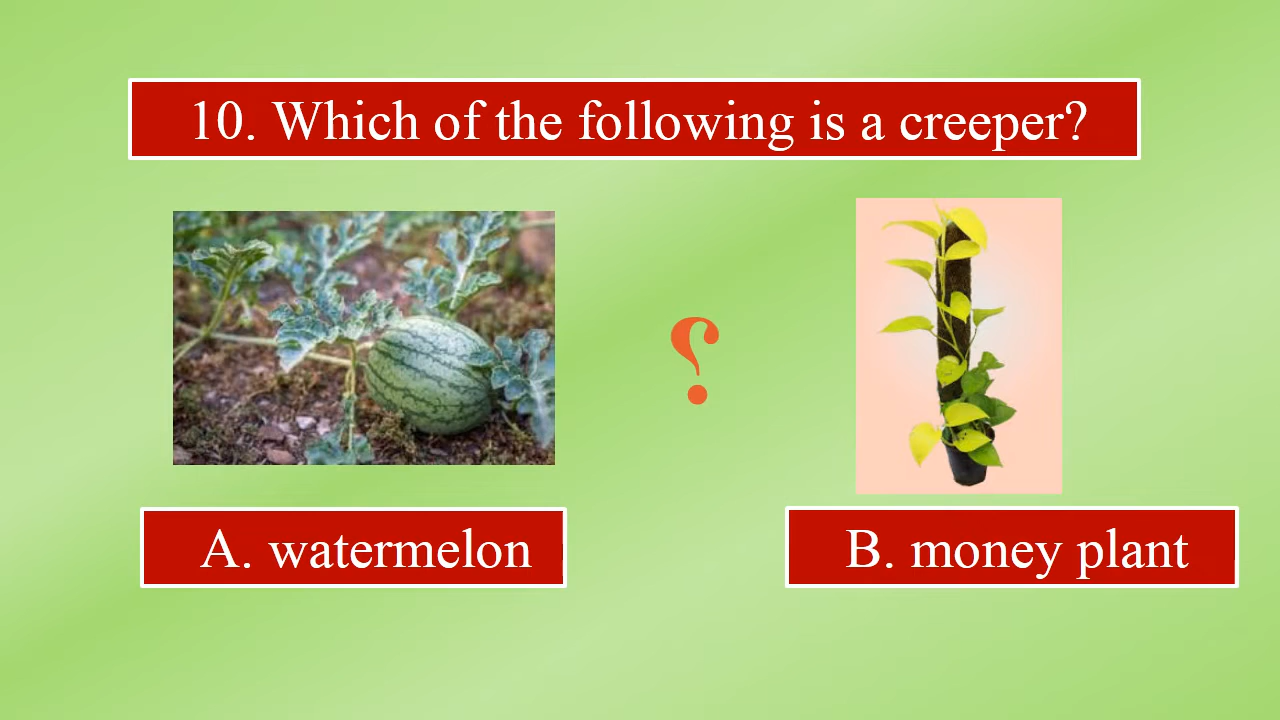 10. Which of the following is a creeper?
؟
A. watermelon
B. money plant